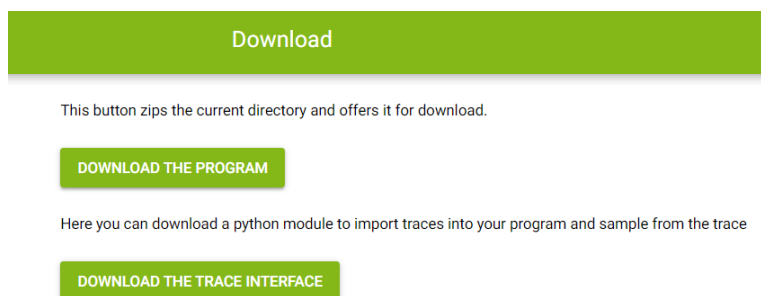 Download
This button zips the current directory and offers it for download.
DOWNLOAD THE PROGRAM
Here you can download a python module to import traces into your program and sample from the trace
DOWNLOAD THE TRACE INTERFACE